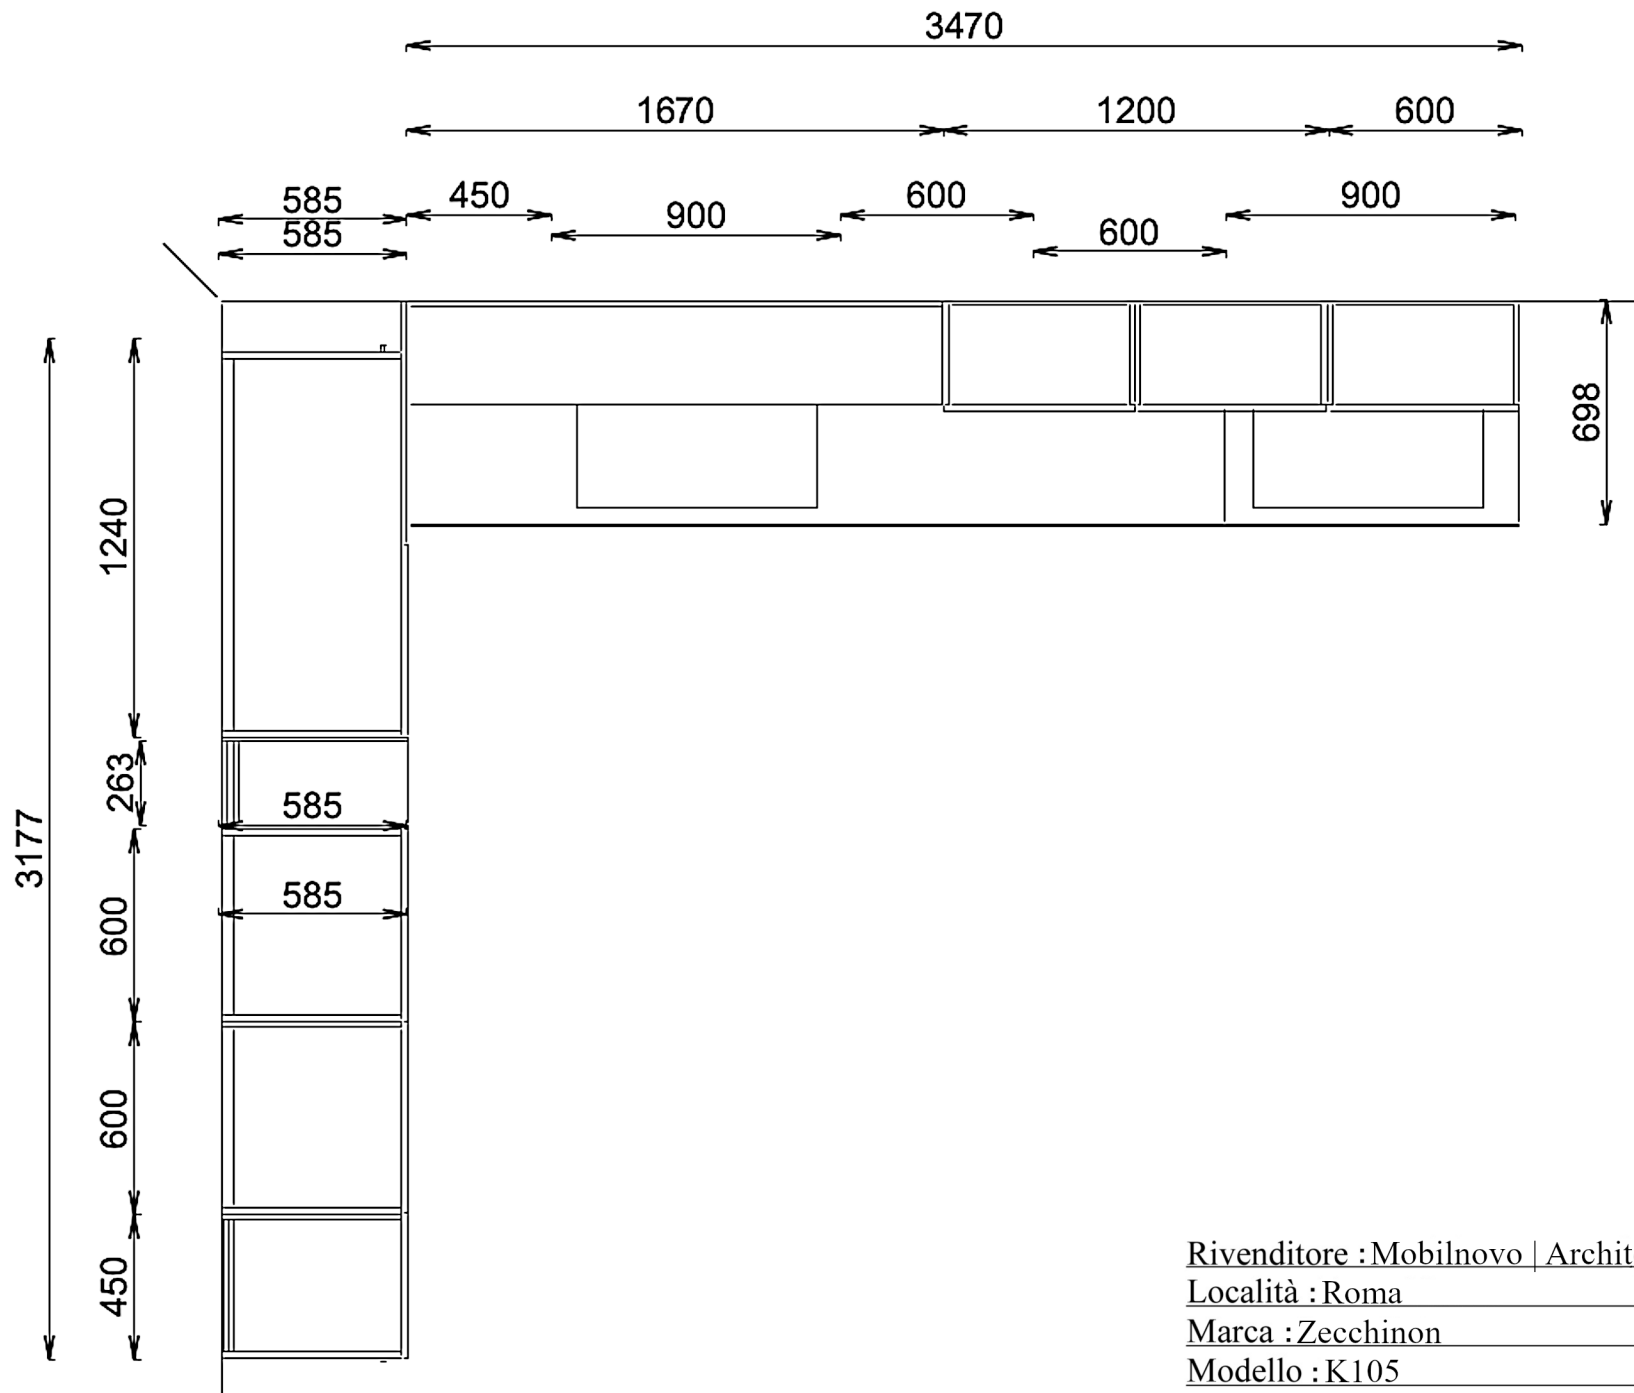 3470
1670 1200 600
585 450 900 600 600 900
585
698
1240
263
585
3177
585
600
600
450
Rivenditore : Mobilnovo | Archit
Località : Roma
Marca : Zecchinon
Modello : K105